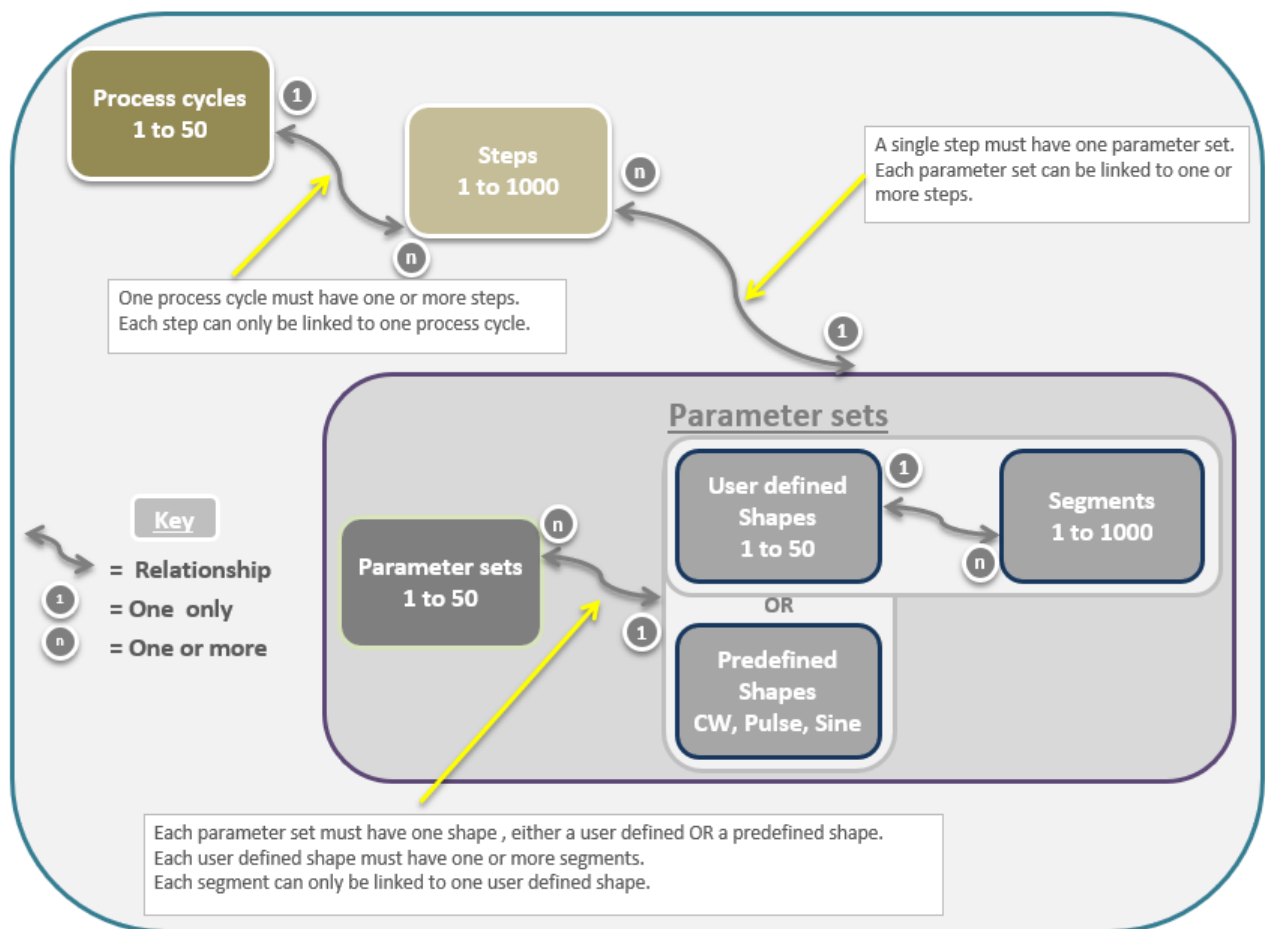 Process cycles
1 to 50
1
Steps
1 to 1000
n
n
A single step must have one parameter set.
Each parameter set can be linked to one or
more steps.
One process cycle must have one or more steps.
Each step can only be linked to one process cycle.
1
Parameter sets
User defined
Shapes
1 to 50
1
Segments
1 to 1000
n
Parameter sets
1 to 50
n
1
OR
Predefined
Shapes
CW, Pulse, Sine
Key
= Relationship
1
= One only
n
= One or more
Each parameter set must have one shape , either a user defined OR a predefined shape.
Each user defined shape must have one or more segments.
Each segment can only be linked to one user defined shape.